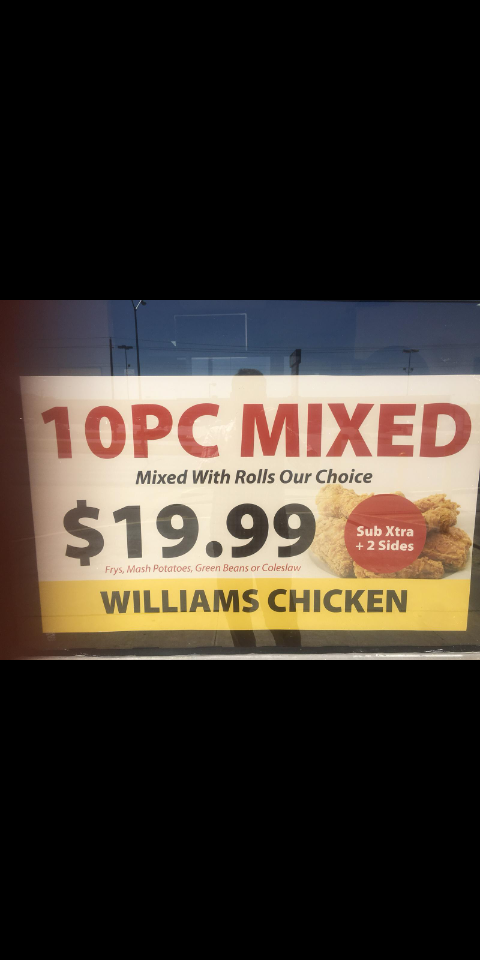 10PC MIXED
Mixed With Rolls Our Choice
$19.99
Sub Xtra
+ 2 Sides
Frys, Mash Potatoes, Green Beans or Coleslaw
WILLIAMS CHICKEN